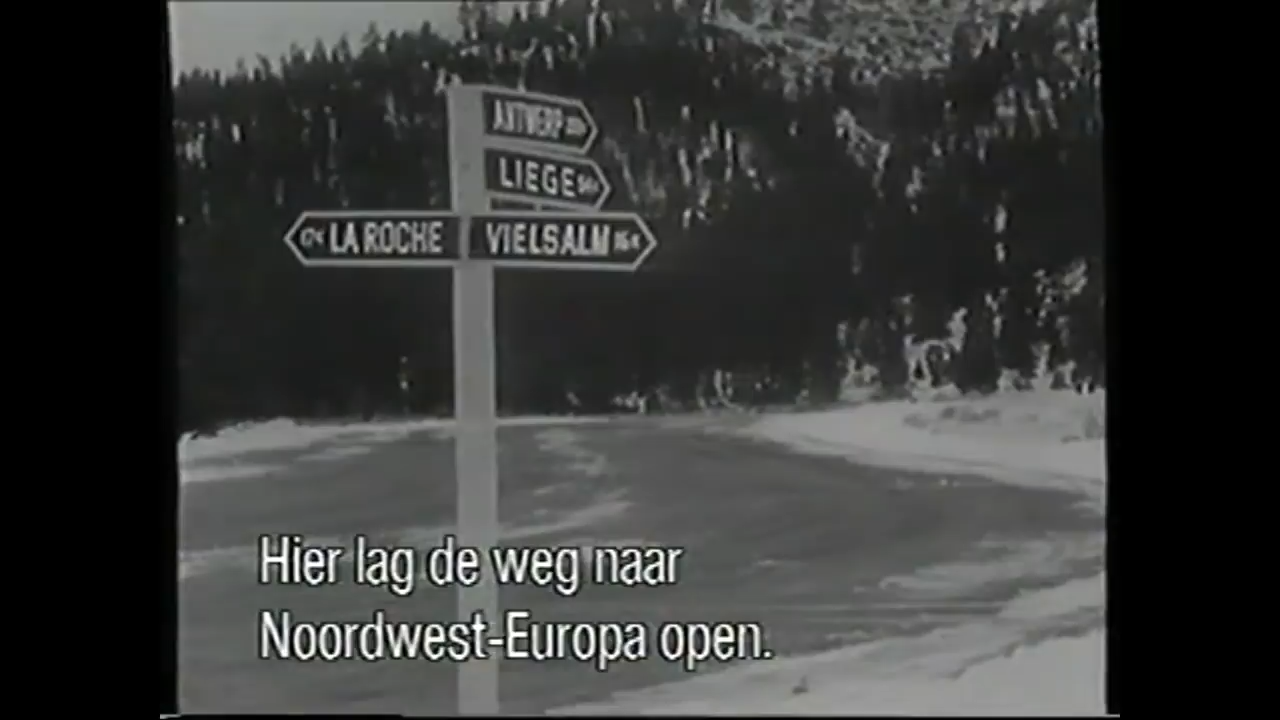 ANTWERP
LIEGE
LA ROCHE VIELSALM
Hier lag de weg naar
Noordwest-Europa open.